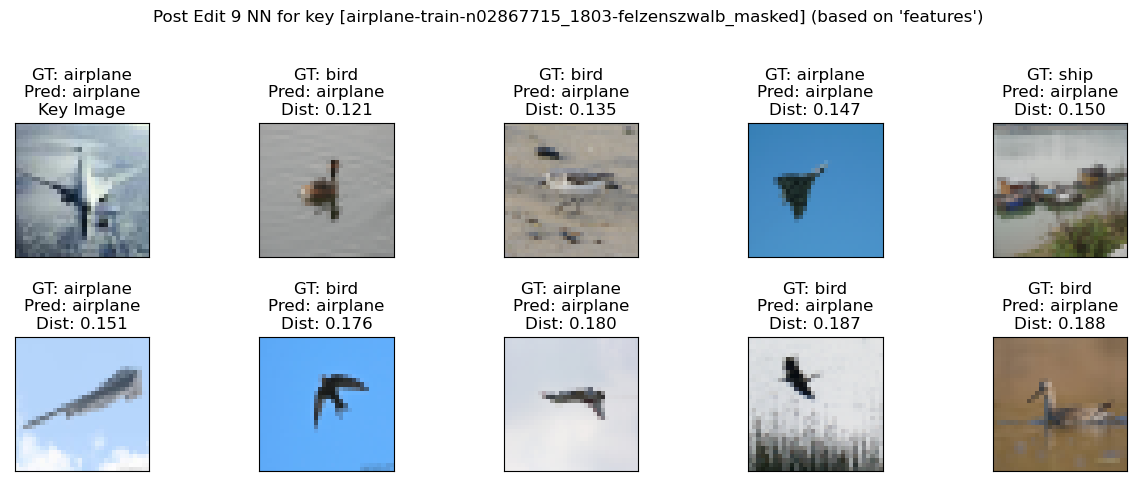 Post Edit 9 NN for key [airplane-train-n02867715_1803-felzenszwalb_masked] (based on 'features')
GT: airplane
Pred: airplane
Key Image
GT: bird
Pred: airplane
Dist: 0.121
GT: bird
Pred: airplane
Dist: 0.135
GT: airplane
Pred: airplane
Dist: 0.147
GT: ship
Pred: airplane
Dist: 0.150
GT: airplane
Pred: airplane
Dist: 0.151
GT: bird
Pred: airplane
Dist: 0.176
GT: airplane
Pred: airplane
Dist: 0.180
GT: bird
Pred: airplane
Dist: 0.187
GT: bird
Pred: airplane
Dist: 0.188